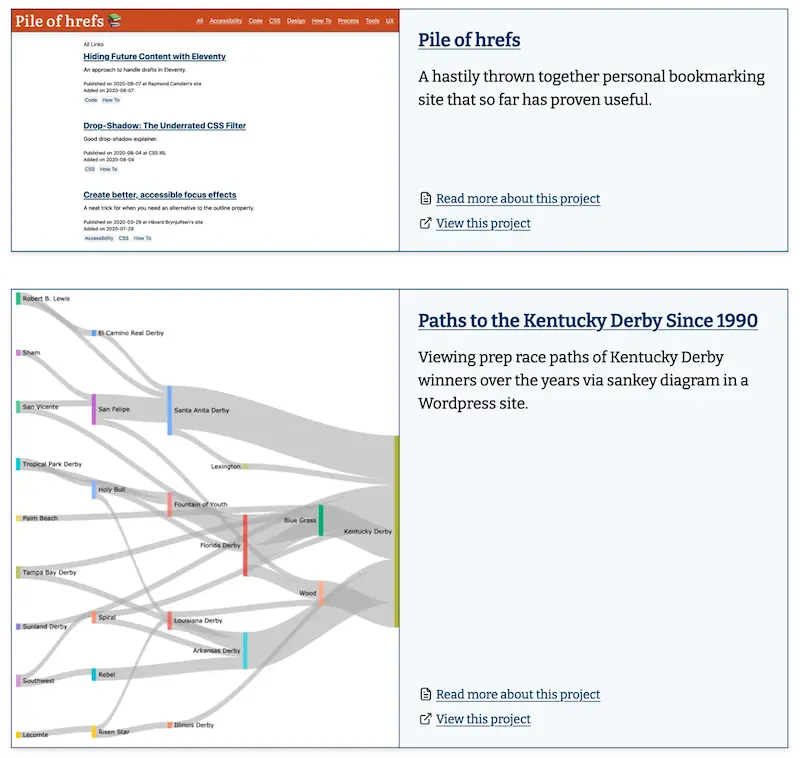 Pile of hrefs 📚
All Accessibility Code CSS Design How To Process Tools UX
All Links
Hiding Future Content with Eleventy
An approach to handle drafts in Eleventy.
Published on 2020-08-07 at Raymond Camden's site
Added on 2020-08-07
Code How To
Drop-Shadow: The Underrated CSS Filter
Good drop-shadow explainer.
Published on 2020-08-04 at CSS IRL
Added on 2020-08-04
CSS How To
Create better, accessible focus effects
A neat trick for when you need an alternative to the outline property.
Published on 2020-03-29 at Håvard Brynjulfsen's site
Added on 2020-07-29
Accessibility CSS How To
Pile of hrefs
A hastily thrown together personal bookmarking
site that so far has proven useful.
Read more about this project
View this project
Robert B. Lewis
El Camino Real Derby
Sham
San Vicente
San Felipe
Santa Anita Derby
Tropical Park Derby
Lexington
Holy Bull
Fountain of Youth
Palm Beach
Blue Grass
Kentucky Derby
Florida Derby
Tampa Bay Derby
Wood
Sunland Derby
Spiral
Louisiana Derby
Arkansas Derby
Southwest
Rebel
Illinois Derby
Lecomte
Risen Star
Paths to the Kentucky Derby Since 1990
Viewing prep race paths of Kentucky Derby
winners over the years via sankey diagram in a
Wordpress site.
Read more about this project
View this project